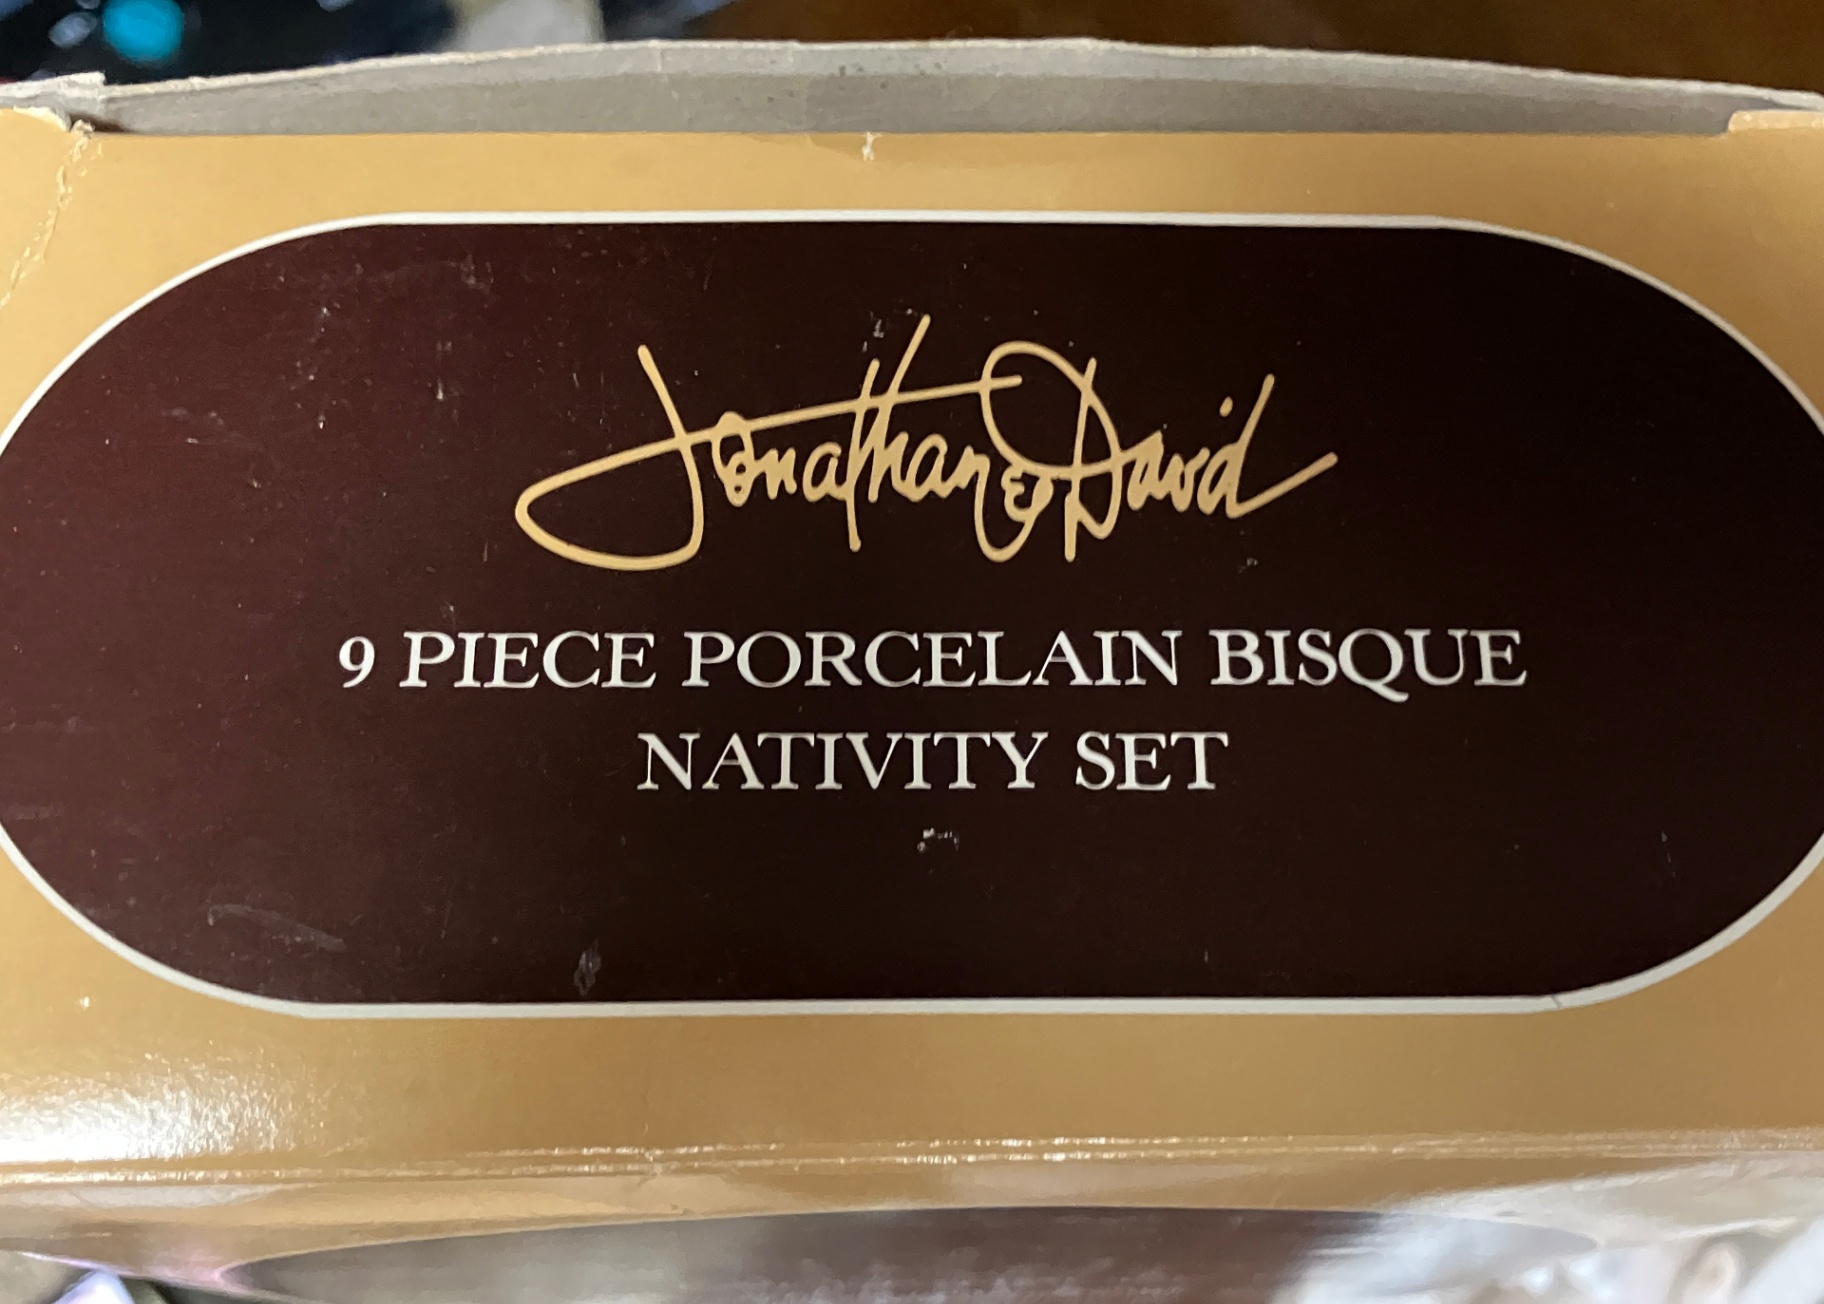 Jonathan & David
9 PIECE PORCELAIN BISQUE
NATIVITY SET